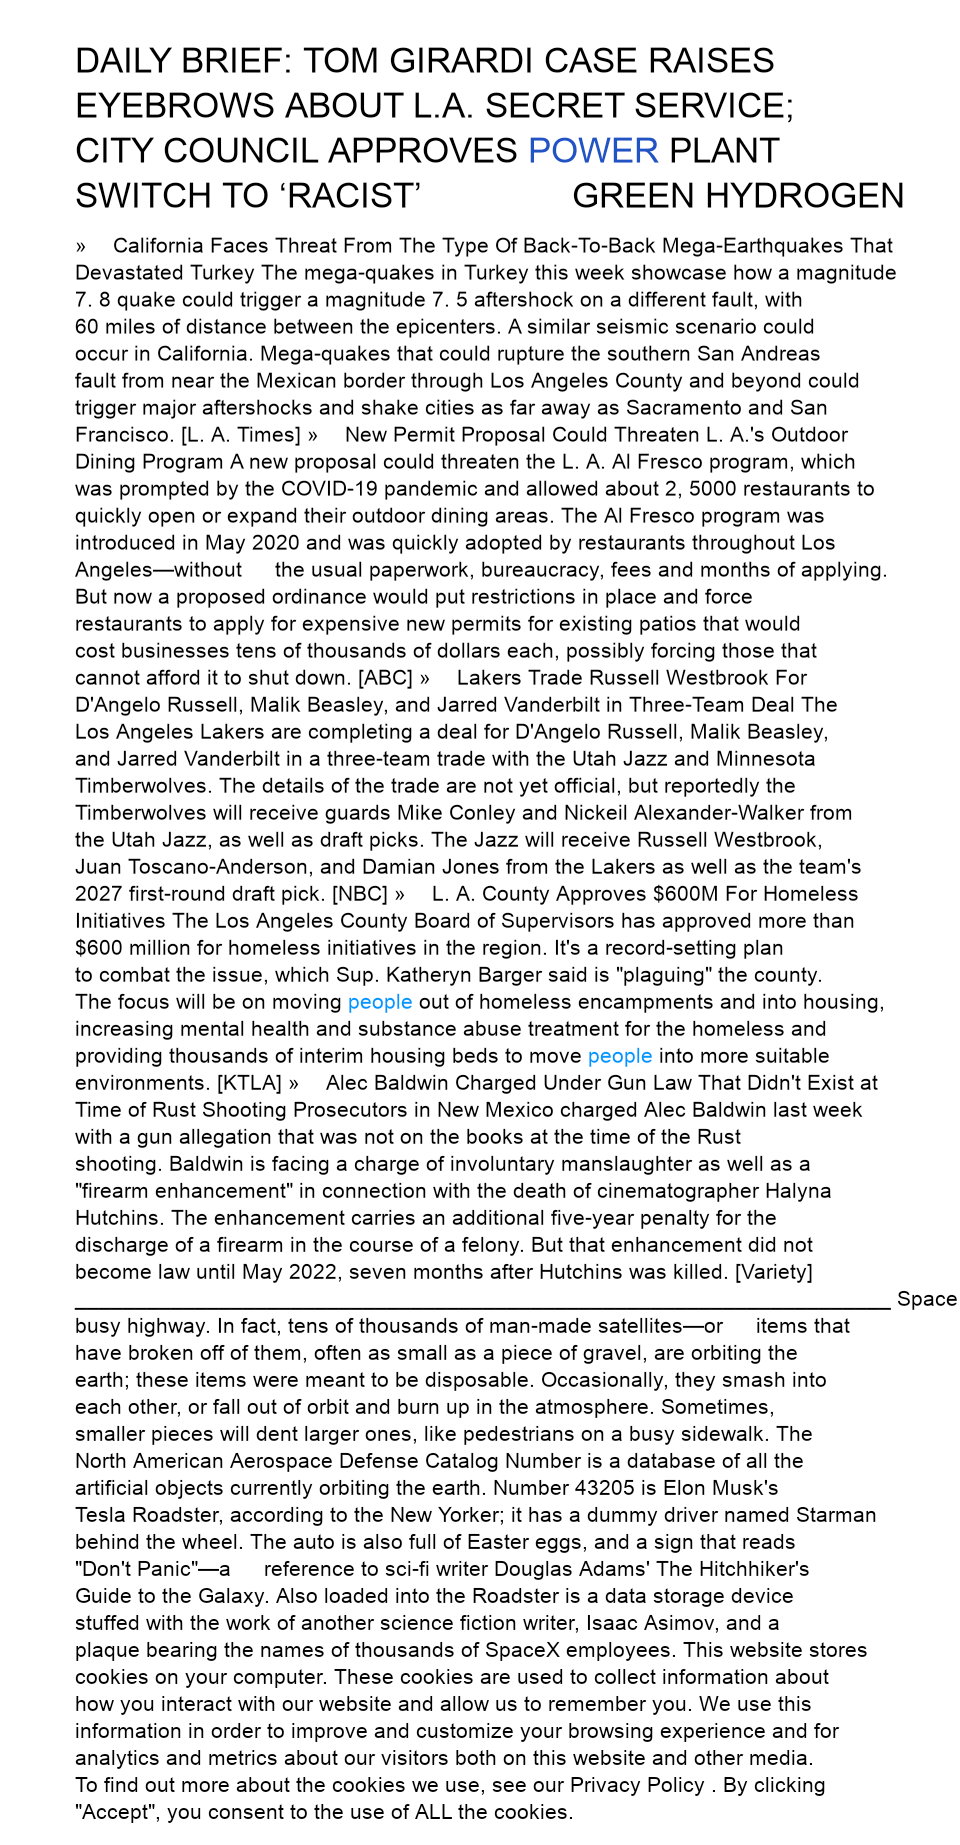 DAILY BRIEF: TOM GIRARDI CASE RAISES
EYEBROWS ABOUT L.A. SECRET SERVICE;
CITY COUNCIL APPROVES POWER PLANT
SWITCH TO ‘RACIST’ GREEN HYDROGEN
» California Faces Threat From The Type Of Back-To-Back Mega-Earthquakes That
Devastated Turkey The mega-quakes in Turkey this week showcase how a magnitude
7. 8 quake could trigger a magnitude 7. 5 aftershock on a different fault, with
60 miles of distance between the epicenters. A similar seismic scenario could
occur in California. Mega-quakes that could rupture the southern San Andreas
fault from near the Mexican border through Los Angeles County and beyond could
trigger major aftershocks and shake cities as far away as Sacramento and San
Francisco. [L. A. Times] » New Permit Proposal Could Threaten L. A.'s Outdoor
Dining Program A new proposal could threaten the L. A. Al Fresco program, which
was prompted by the COVID-19 pandemic and allowed about 2, 5000 restaurants to
quickly open or expand their outdoor dining areas. The Al Fresco program was
introduced in May 2020 and was quickly adopted by restaurants throughout Los
Angeles—without the usual paperwork, bureaucracy, fees and months of applying.
But now a proposed ordinance would put restrictions in place and force
restaurants to apply for expensive new permits for existing patios that would
cost businesses tens of thousands of dollars each, possibly forcing those that
cannot afford it to shut down. [ABC] » Lakers Trade Russell Westbrook For
D'Angelo Russell, Malik Beasley, and Jarred Vanderbilt in Three-Team Deal The
Los Angeles Lakers are completing a deal for D'Angelo Russell, Malik Beasley,
and Jarred Vanderbilt in a three-team trade with the Utah Jazz and Minnesota
Timberwolves. The details of the trade are not yet official, but reportedly the
Timberwolves will receive guards Mike Conley and Nickeil Alexander-Walker from
the Utah Jazz, as well as draft picks. The Jazz will receive Russell Westbrook,
Juan Toscano-Anderson, and Damian Jones from the Lakers as well as the team's
2027 first-round draft pick. [NBC] » L. A. County Approves $600M For Homeless
Initiatives The Los Angeles County Board of Supervisors has approved more than
$600 million for homeless initiatives in the region. It's a record-setting plan
to combat the issue, which Sup. Katheryn Barger said is "plaguing" the county.
The focus will be on moving people out of homeless encampments and into housing,
increasing mental health and substance abuse treatment for the homeless and
providing thousands of interim housing beds to move people into more suitable
environments. [KTLA] » Alec Baldwin Charged Under Gun Law That Didn't Exist at
Time of Rust Shooting Prosecutors in New Mexico charged Alec Baldwin last week
with a gun allegation that was not on the books at the time of the Rust
shooting. Baldwin is facing a charge of involuntary manslaughter as well as a
"firearm enhancement" in connection with the death of cinematographer Halyna
Hutchins. The enhancement carries an additional five-year penalty for the
discharge of a firearm in the course of a felony. But that enhancement did not
become law until May 2022, seven months after Hutchins was killed. [Variety]
____________________________________________________________________ Space
busy highway. In fact, tens of thousands of man-made satellites—or items that
have broken off of them, often as small as a piece of gravel, are orbiting the
earth; these items were meant to be disposable. Occasionally, they smash into
each other, or fall out of orbit and burn up in the atmosphere. Sometimes,
smaller pieces will dent larger ones, like pedestrians on a busy sidewalk. The
North American Aerospace Defense Catalog Number is a database of all the
artificial objects currently orbiting the earth. Number 43205 is Elon Musk's
Tesla Roadster, according to the New Yorker; it has a dummy driver named Starman
behind the wheel. The auto is also full of Easter eggs, and a sign that reads
"Don't Panic"—a reference to sci-fi writer Douglas Adams' The Hitchhiker's
Guide to the Galaxy. Also loaded into the Roadster is a data storage device
stuffed with the work of another science fiction writer, Isaac Asimov, and a
plaque bearing the names of thousands of SpaceX employees. This website stores
cookies on your computer. These cookies are used to collect information about
how you interact with our website and allow us to remember you. We use this
information in order to improve and customize your browsing experience and for
analytics and metrics about our visitors both on this website and other media.
To find out more about the cookies we use, see our Privacy Policy . By clicking
"Accept", you consent to the use of ALL the cookies.